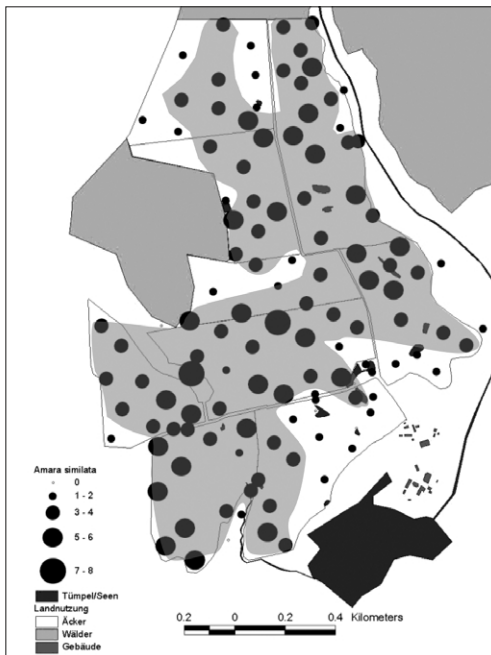 Amara similata
0
1 - 2
3 - 4
5 - 6
7 - 8
Tümpel/Seen
Landnutzung
Äcker
Wälder
Gebäude
0.2 0 0.2 0.4 Kilometers